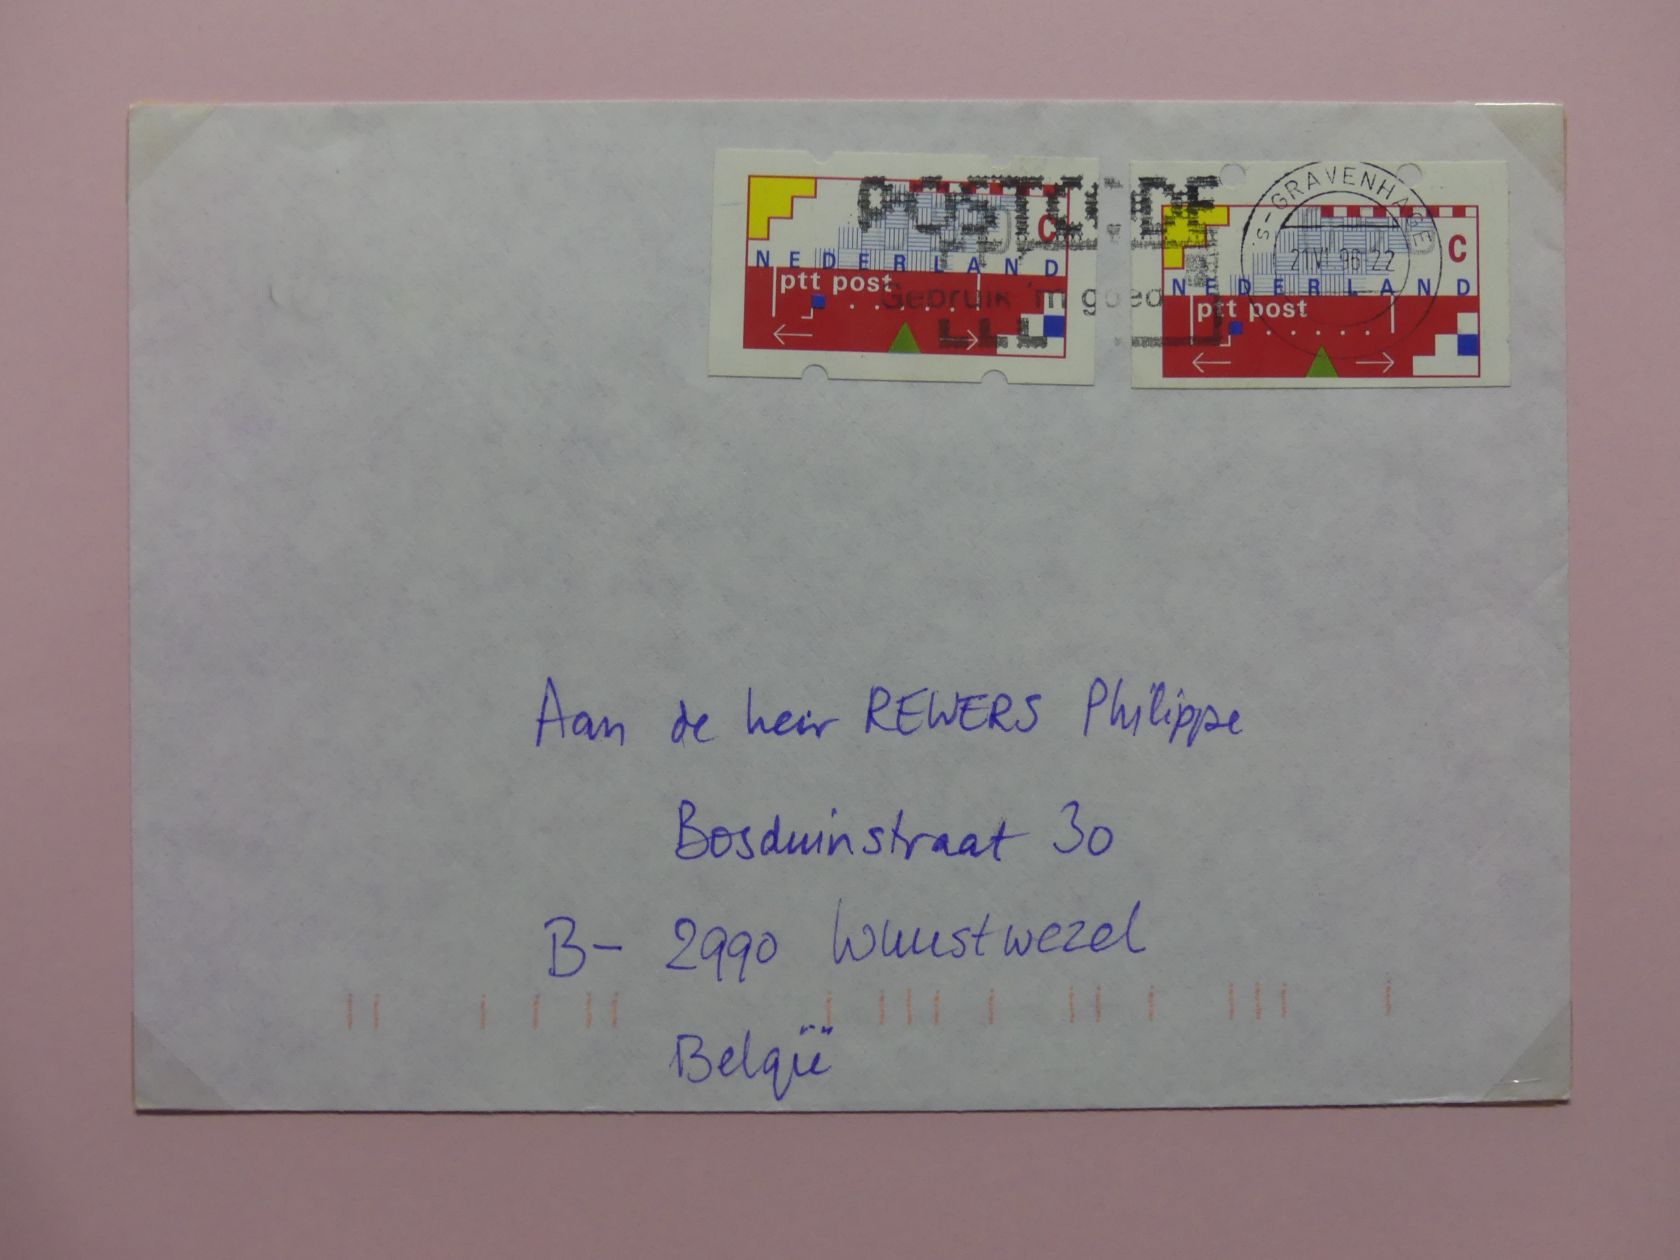 POSTCODE
Gebruik 'm goed
C
NEDERLAND
ptt post
'S-GRAVENHAGE
C
NEDERLAND
ptt post
Aan de heer REWERS Philippe
Bosduinstraat 30
B- 2990 Wuustwezel
België